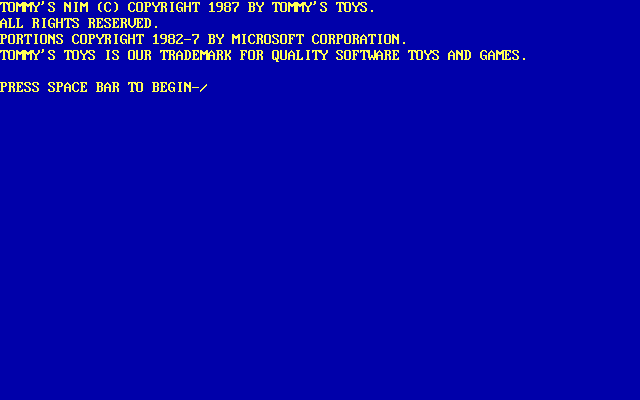 TOMMY'S NIM (C) COPYRIGHT 1987 BY TOMMY'S TOYS.
ALL RIGHTS RESERVED.
PORTIONS COPYRIGHT 1982-7 BY MICROSOFT CORPORATION.
TOMMY'S TOYS IS OUR TRADEMARK FOR QUALITY SOFTWARE TOYS AND GAMES.
PRESS SPACE BAR TO BEGIN-/